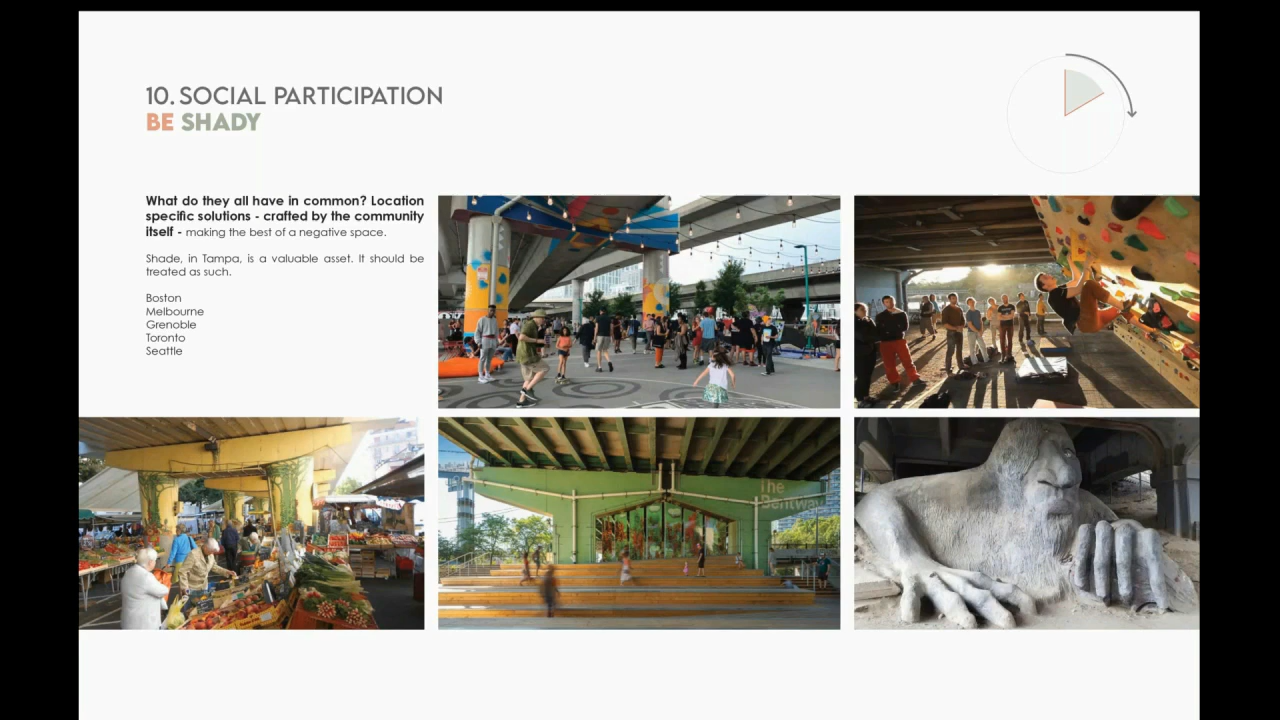 10. SOCIAL PARTICIPATION
BE SHADY
What do they all have in common? Location
specific solutions - crafted by the community
itself - making the best of a negative space.
Shade, in Tampa, is a valuable asset. It should be
treated as such.
Boston
Melbourne
Grenoble
Toronto
Seattle
The
Bentway